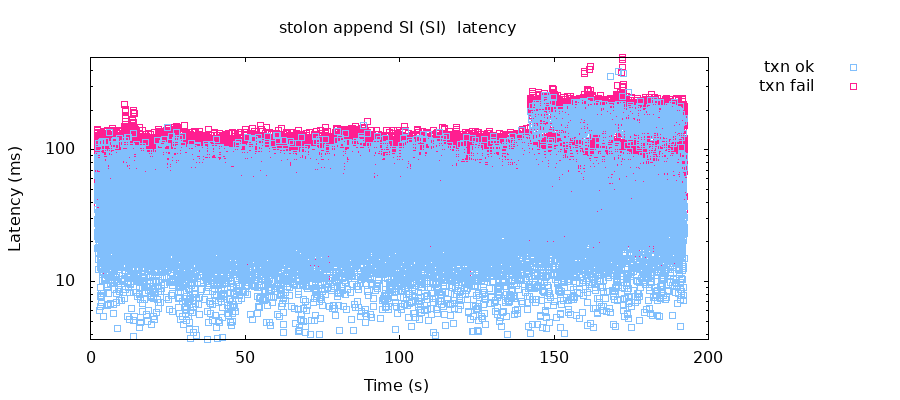 stolon append SI (SI)  latency
txn ok
txn fail
Latency (ms)
100
10
0
50
100
150
200
Time (s)